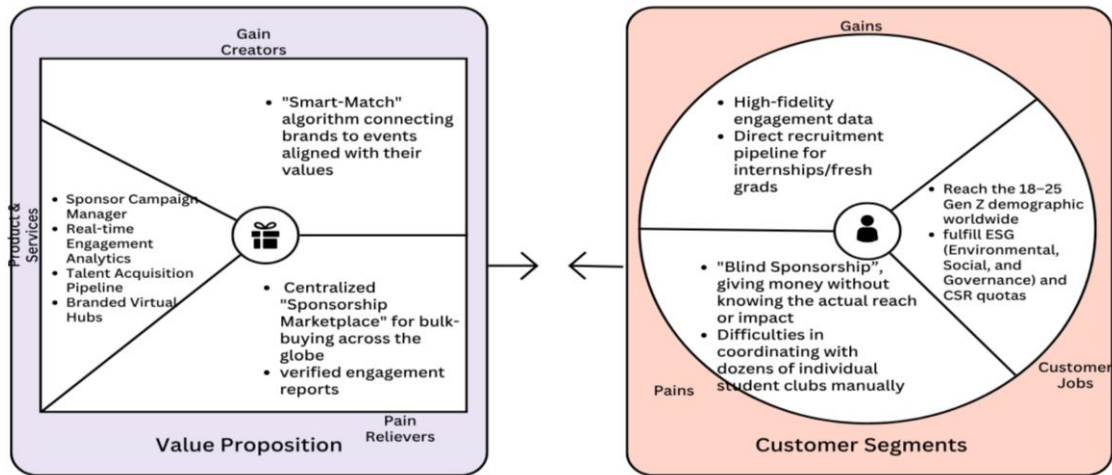 Gain
Creators
• "Smart-Match"
algorithm connecting
brands to events
aligned with their
values
Product &
Services
• Sponsor Campaign
Manager
• Real-time
Engagement
Analytics
• Talent Acquisition
Pipeline
• Branded Virtual
Hubs
• Centralized
"Sponsorship
Marketplace" for bulk-
buying across the
globe
• verified engagement
reports
Pain
Relievers
Value Proposition
Gains
• High-fidelity
engagement data
• Direct recruitment
pipeline for
internships/fresh
grads
• Reach the 18–25
Gen Z demographic
worldwide
• fulfill ESG
(Environmental,
Social, and
Governance) and
CSR quotas
• "Blind Sponsorship",
giving money without
knowing the actual reach
or impact
• Difficulties in
coordinating with
dozens of individual
student clubs manually
Pains
Customer
Jobs
Customer Segments